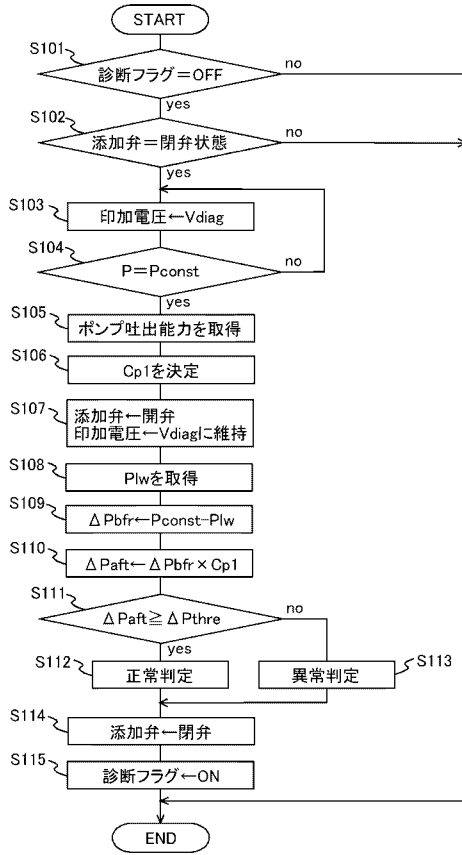 START
S101
診断フラグ=OFF
no
yes
S102
添加弁=閉弁状態
no
yes
S103
印加電圧←Vdiag
S104
P=Pconst
no
yes
S105
ポンプ吐出能力を取得
S106
Cp1を決定
S107
添加弁←開弁
印加電圧←Vdiagに維持
S108
Plwを取得
S109
ΔPbfr←Pconst-Plw
S110
ΔPaft←ΔPbfr×Cp1
S111
ΔPaft≧ΔPthre
no
yes
S112
正常判定
異常判定
S113
S114
添加弁←閉弁
S115
診断フラグ←ON
END